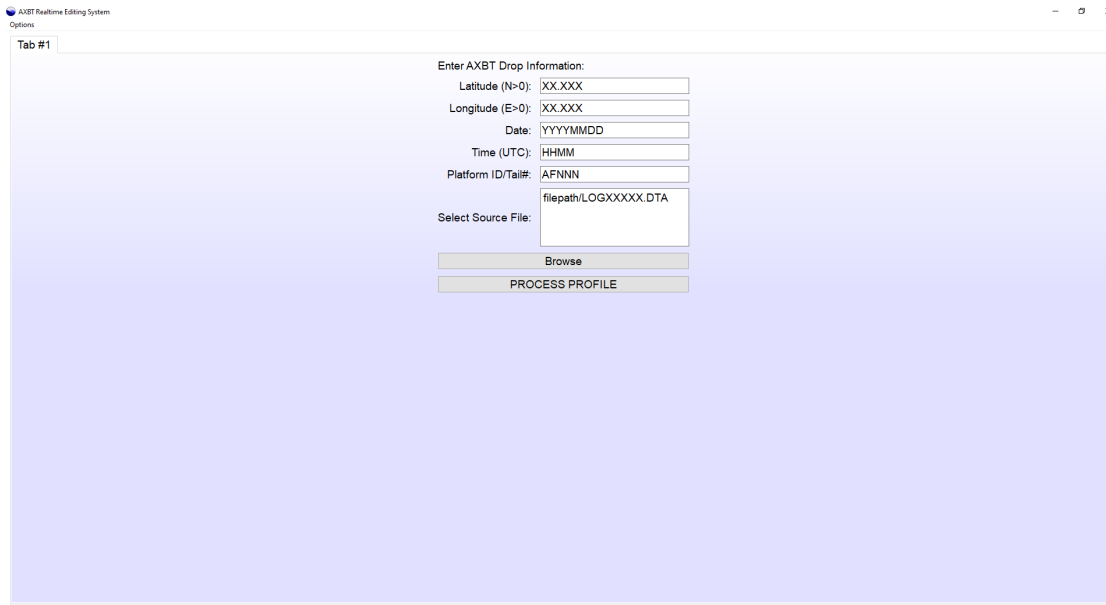 AXBT Realtime Editing System
Options
Tab #1
Enter AXBT Drop Information:
Latitude (N>0): XX.XXX
Longitude (E>0): XX.XXX
Date: YYYYMMDD
Time (UTC): HHMM
Platform ID/Tail#: AFNNN
Select Source File: filepath/LOGXXXXX.DTA
Browse
PROCESS PROFILE